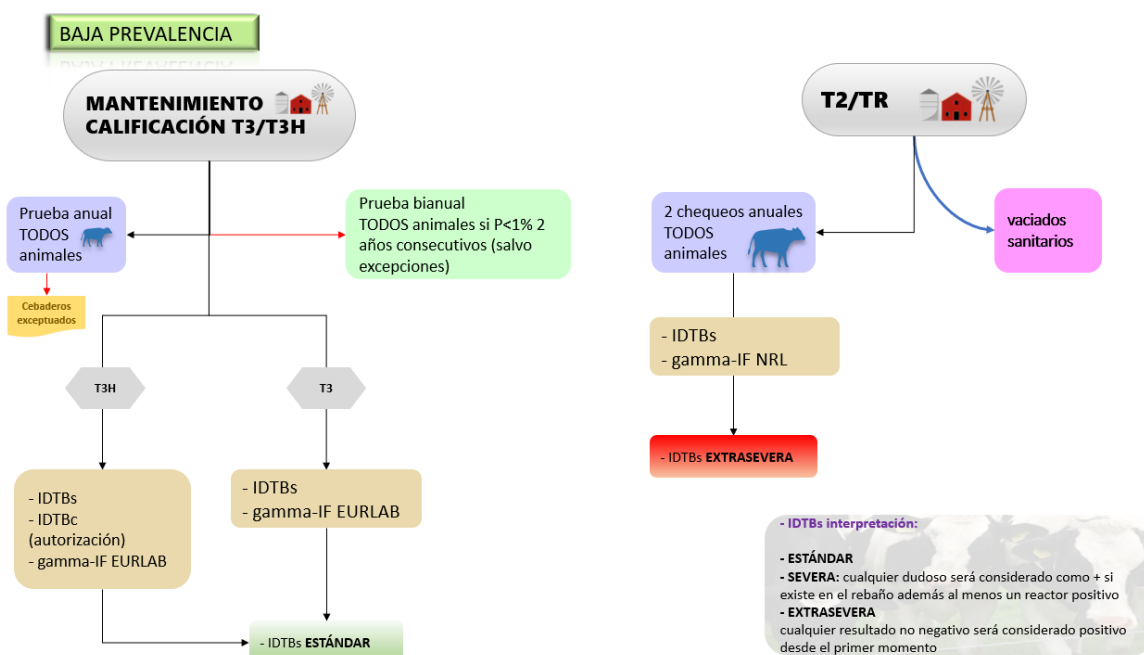 BAJA PREVALENCIA
MANTENIMIENTO
CALIFICACIÓN T3/T3H
Prueba anual
TODOS
animales
Cebaderos
exceptuados
Prueba bianual
TODOS animales si P<1% 2
años consecutivos (salvo
excepciones)
T3H
T3
- IDTBs
- IDTBc
(autorización)
- gamma-IF EURLAB
- IDTBs
- gamma-IF EURLAB
- IDTBs ESTÁNDAR
T2/TR
2 chequeos anuales
TODOS
animales
vaciados
sanitarios
- IDTBs
- gamma-IF NRL
- IDTBs EXTRASEVERA
- IDTBs interpretación:
- ESTÁNDAR
- SEVERA: cualquier dudoso será considerado como + si
existe en el rebaño además al menos un reactor positivo
- EXTRASEVERA
cualquier resultado no negativo será considerado positivo
desde el primer momento